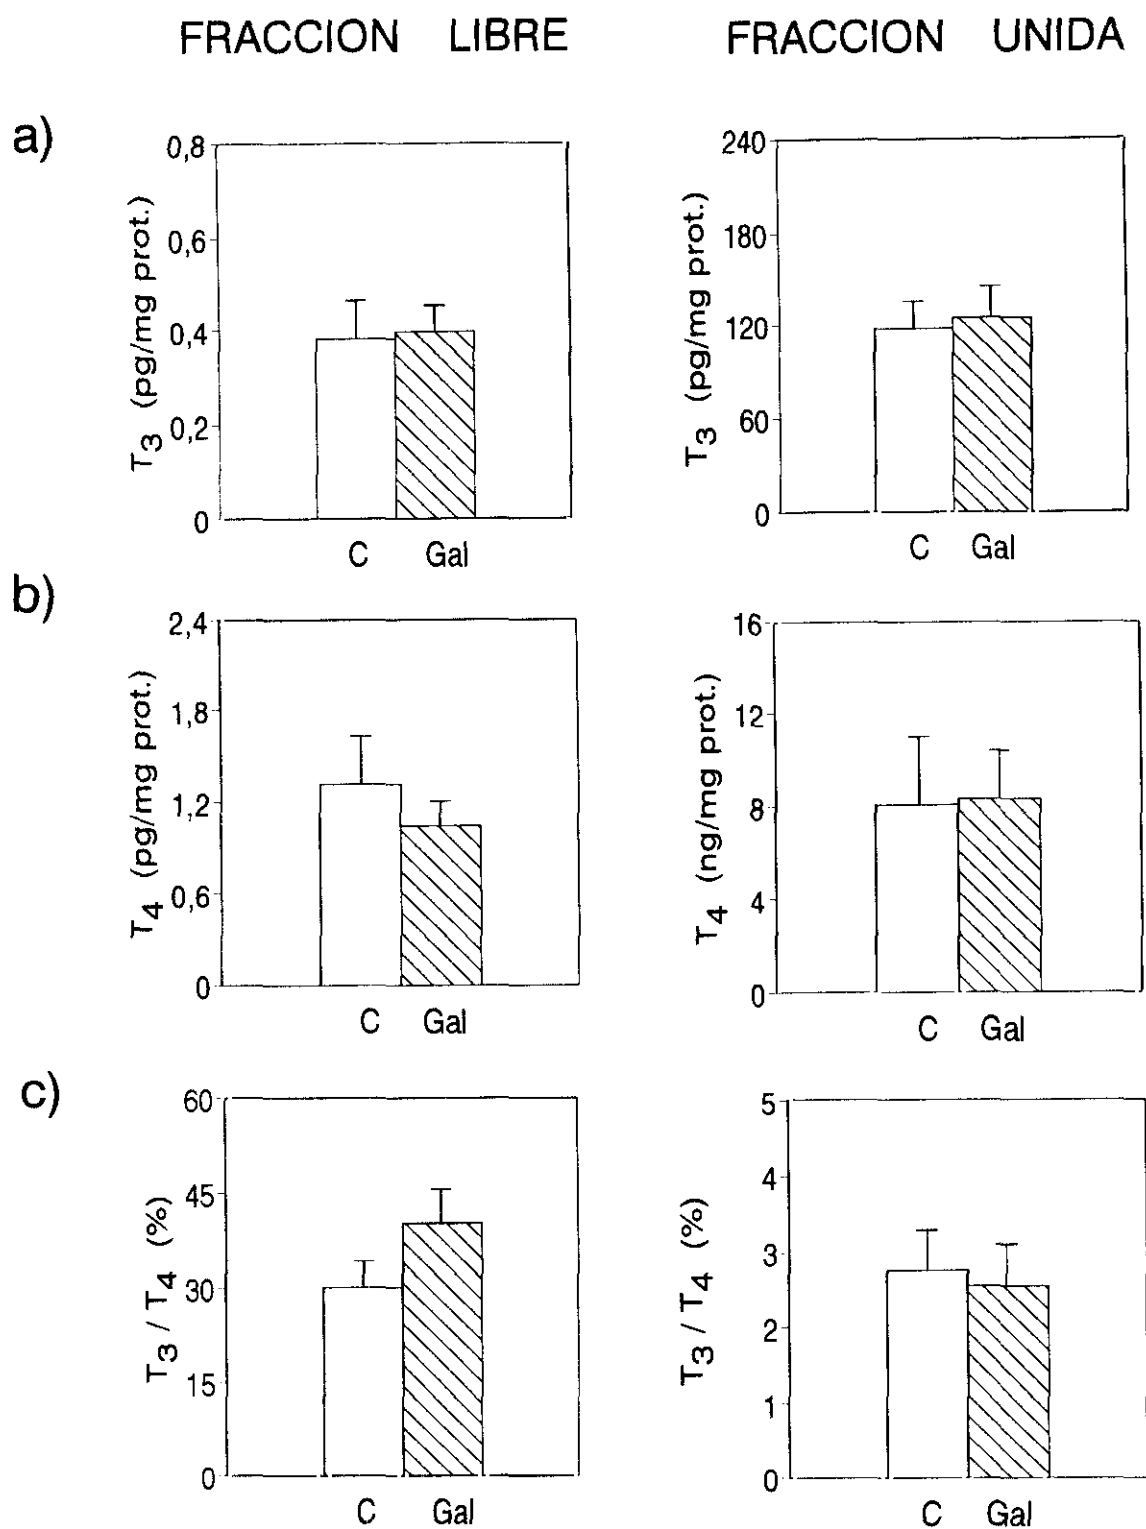 FRACCION LIBRE
FRACCION UNIDA
a)
T3 (pg/mg prot.)
0,8
0,6
0,4
0,2
0
C Gal
T3 (pg/mg prot.)
240
180
120
60
0
C Gal
b)
T4 (pg/mg prot.)
2,4
1,8
1,2
0,6
0
C Gal
T4 (ng/mg prot.)
16
12
8
4
0
C Gal
c)
T3 / T4 (%)
60
45
30
15
0
C Gal
T3 / T4 (%)
5
4
3
2
1
0
C Gal